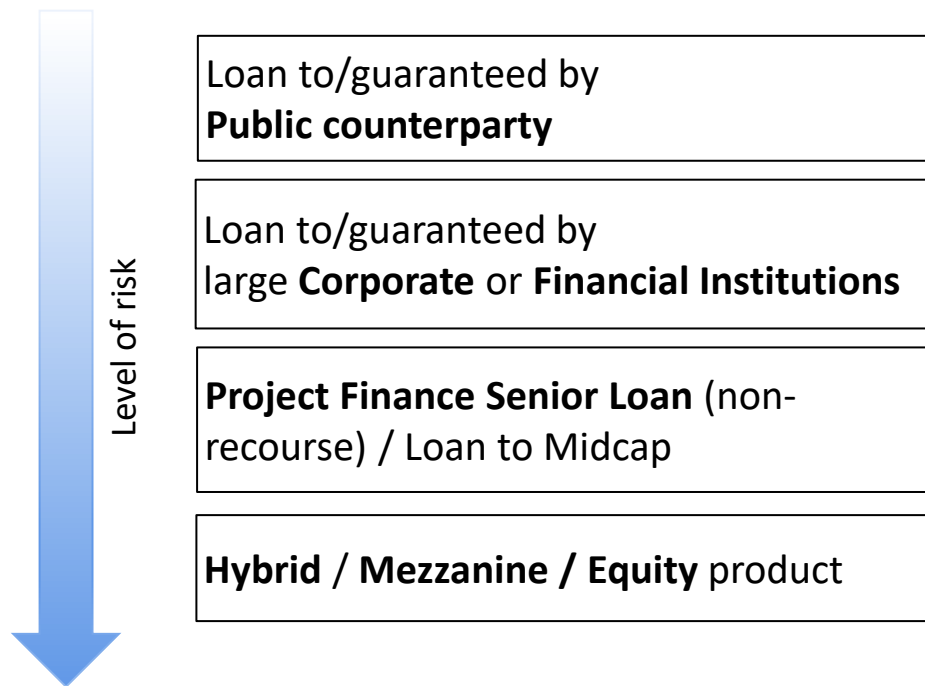 Level of risk
Loan to/guaranteed by
Public counterparty
Loan to/guaranteed by
large Corporate or Financial Institutions
Project Finance Senior Loan (non-
recourse) / Loan to Midcap
Hybrid / Mezzanine / Equity product